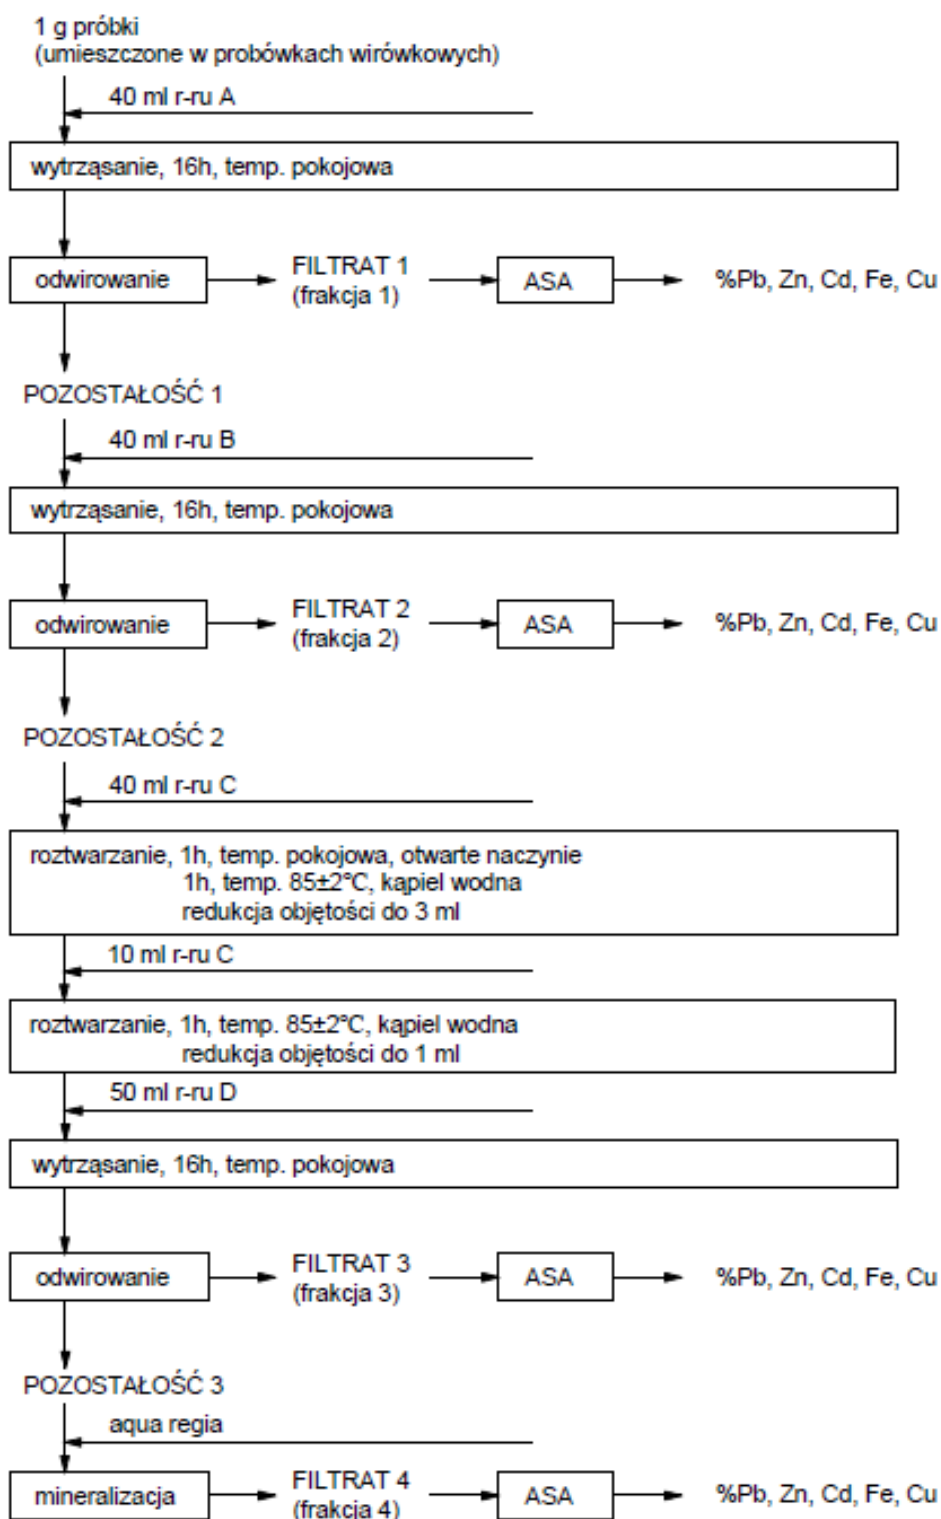 1 g próbki
(umieszczone w probówkach wirówkowych)
40 ml r-ru A
wytrząsanie, 16h, temp. pokojowa
odwirowanie
FILTRAT 1
(frakcja 1)
ASA
%Pb, Zn, Cd, Fe, Cu
POZOSTAŁOŚĆ 1
40 ml r-ru B
wytrząsanie, 16h, temp. pokojowa
odwirowanie
FILTRAT 2
(frakcja 2)
ASA
%Pb, Zn, Cd, Fe, Cu
POZOSTAŁOŚĆ 2
40 ml r-ru C
roztwarzanie, 1h, temp. pokojowa, otwarte naczynie
1h, temp. 85±2°C, kąpiel wodna
redukcja objętości do 3 ml
10 ml r-ru C
roztwarzanie, 1h, temp. 85±2°C, kąpiel wodna
redukcja objętości do 1 ml
50 ml r-ru D
wytrząsanie, 16h, temp. pokojowa
odwirowanie
FILTRAT 3
(frakcja 3)
ASA
%Pb, Zn, Cd, Fe, Cu
POZOSTAŁOŚĆ 3
aqua regia
mineralizacja
FILTRAT 4
(frakcja 4)
ASA
%Pb, Zn, Cd, Fe, Cu